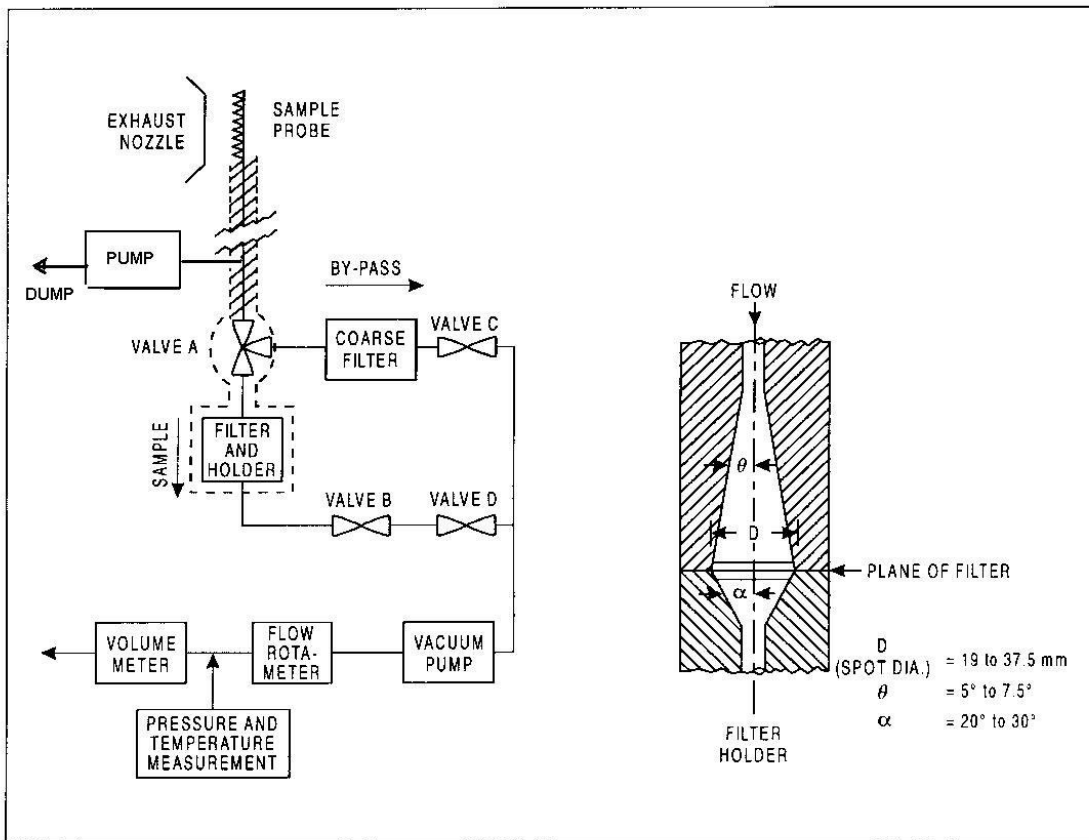 EXHAUST
NOZZLE
SAMPLE
PROBE
PUMP
DUMP
BY-PASS
VALVE A
COARSE
FILTER
VALVE C
SAMPLE
FILTER
AND
HOLDER
VALVE B
VALVE D
VOLUME
METER
FLOW
ROTA-
METER
VACUUM
PUMP
PRESSURE AND
TEMPERATURE
MEASUREMENT
FLOW
θ
D
α
PLANE OF FILTER
D
(SPOT DIA.) = 19 to 37.5 mm
θ = 5° to 7.5°
α = 20° to 30°
FILTER
HOLDER